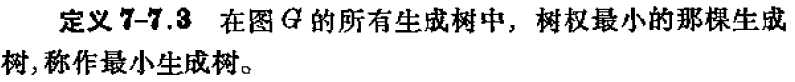 定义 7-7.3 在图 G 的所有生成树中，树权最小的那棵生成
树，称作最小生成树。